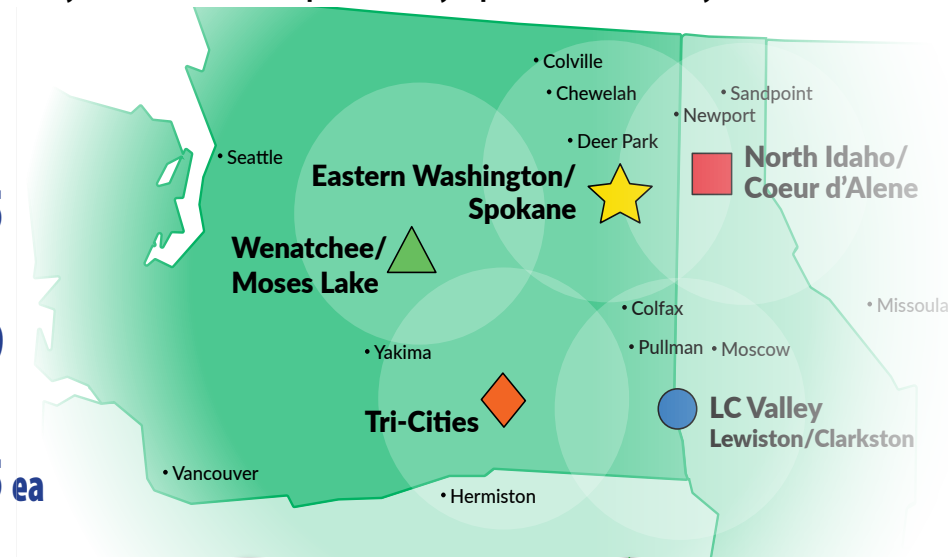 Colville
Chewelah
Sandpoint
Newport
Deer Park
Seattle
North Idaho/
Coeur d’Alene
Eastern Washington/
Spokane
Wenatchee/
Moses Lake
Colfax
Missoula
Pullman
Moscow
Yakima
Tri-Cities
LC Valley
Lewiston/Clarkston
Vancouver
ea
Hermiston